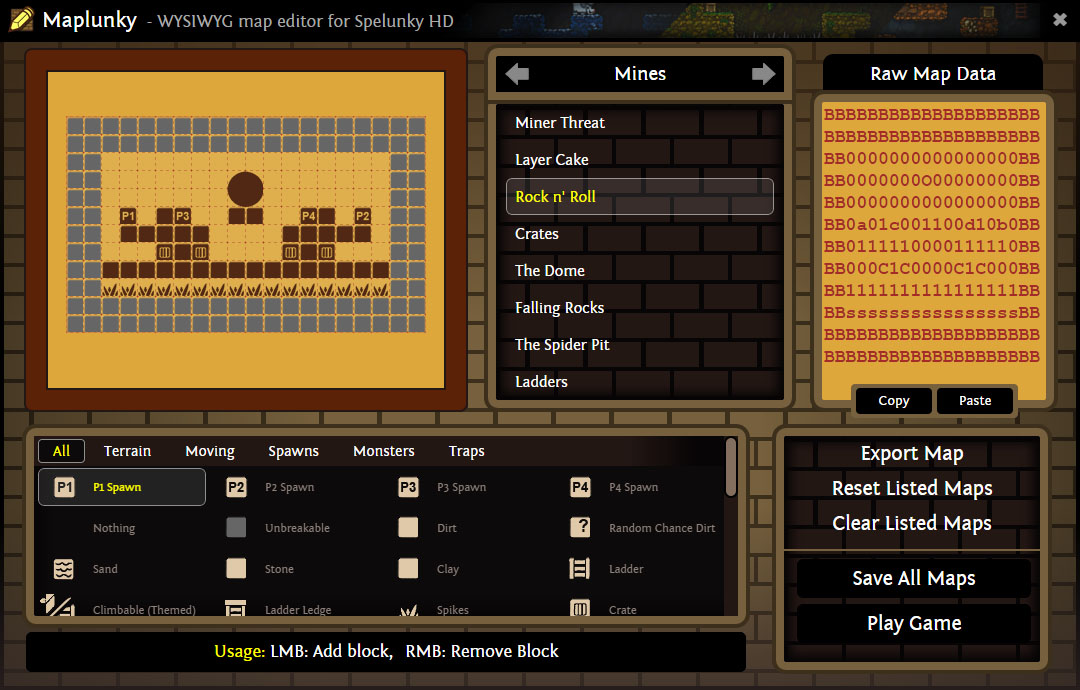 Maplunky - WYSIWYG map editor for Spelunky HD
P1 P3 P4 P2
Mines
Miner Threat
Layer Cake
Rock n' Roll
Crates
The Dome
Falling Rocks
The Spider Pit
Ladders
Raw Map Data
BBBBBBBBBBBBBBBBBBBB
BBBBBBBBBBBBBBBBBBBB
BB0000000000000000BB
BB0000000O00000000BB
BB0000000000000000BB
BB0a01c001100d10b0BB
BB0111110000111110BB
BB000C1C0000C1C000BB
BB1111111111111111BB
BBssssssssssssssssBB
BBBBBBBBBBBBBBBBBBBB
BBBBBBBBBBBBBBBBBBBB
Copy Paste
All Terrain Moving Spawns Monsters Traps
P1 P1 Spawn P2 P2 Spawn P3 P3 Spawn P4 P4 Spawn
Nothing Unbreakable Dirt ? Random Chance Dirt
Sand Stone Clay Ladder
Climbable (Themed) Ladder Ledge Spikes Crate
Usage: LMB: Add block, RMB: Remove Block
Export Map
Reset Listed Maps
Clear Listed Maps
Save All Maps
Play Game